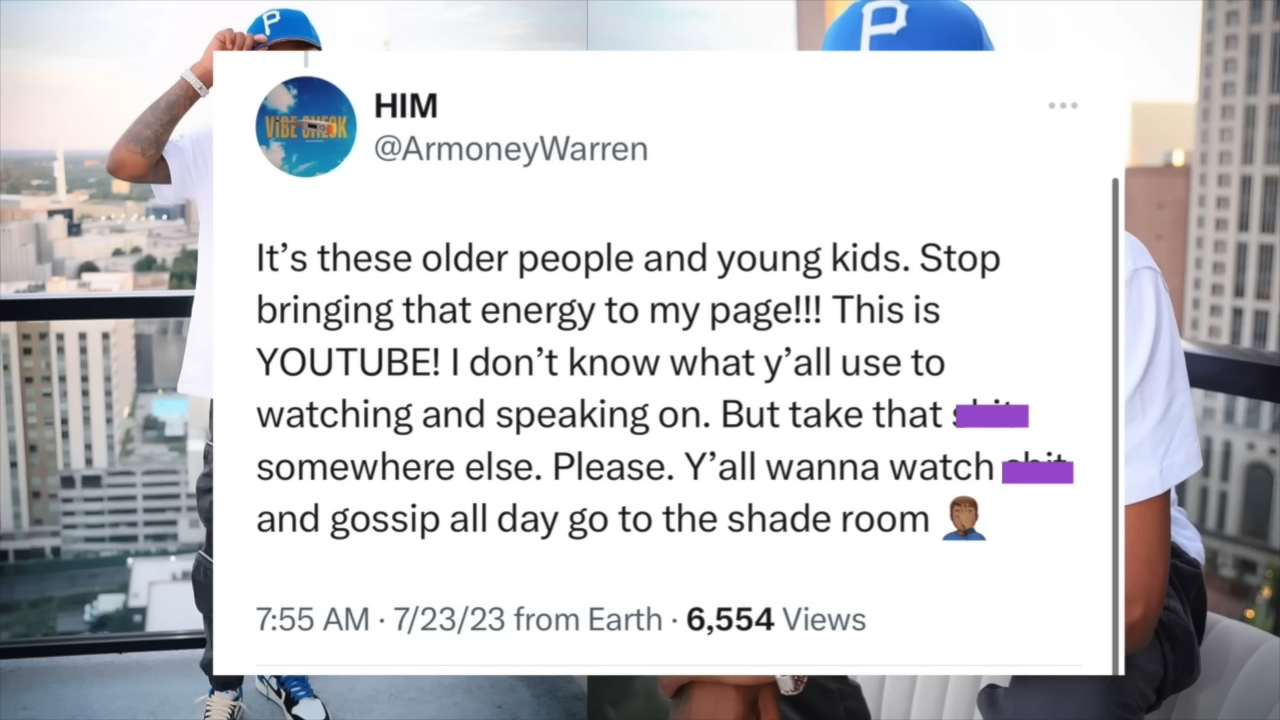 P
P
ViBE CHECK
HIM
@ArmoneyWarren
It's these older people and young kids. Stop
bringing that energy to my page!!! This is
YOUTUBE! I don't know what y'all use to
watching and speaking on. But take that
somewhere else. Please. Y'all wanna watch
and gossip all day go to the shade room
7:55 AM · 7/23/23 from Earth · 6,554 Views